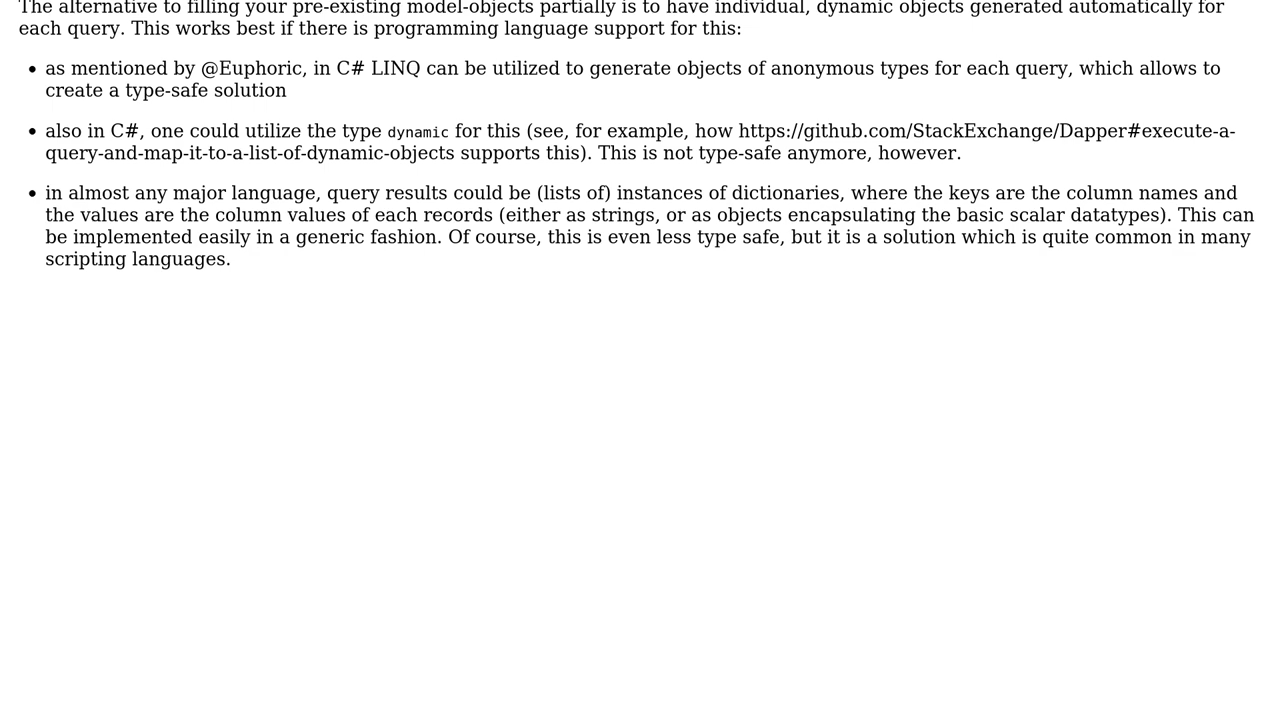 The alternative to filling your pre-existing model-objects partially is to have individual, dynamic objects generated automatically for
each query. This works best if there is programming language support for this:
• as mentioned by @Euphoric, in C# LINQ can be utilized to generate objects of anonymous types for each query, which allows to
create a type-safe solution
• also in C#, one could utilize the type dynamic for this (see, for example, how https://github.com/StackExchange/Dapper#execute-a-
query-and-map-it-to-a-list-of-dynamic-objects supports this). This is not type-safe anymore, however.
• in almost any major language, query results could be (lists of) instances of dictionaries, where the keys are the column names and
the values are the column values of each records (either as strings, or as objects encapsulating the basic scalar datatypes). This can
be implemented easily in a generic fashion. Of course, this is even less type safe, but it is a solution which is quite common in many
scripting languages.